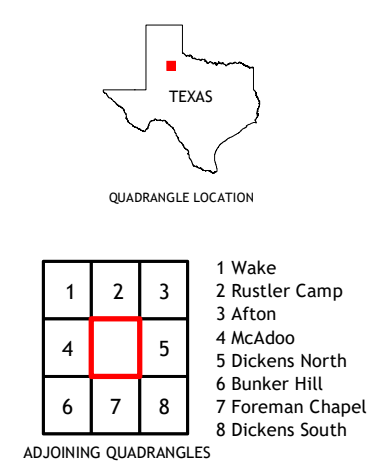 TEXAS
QUADRANGLE LOCATION
1 2 3
4 5
6 7 8
1 Wake
2 Rustler Camp
3 Afton
4 McAdoo
5 Dickens North
6 Bunker Hill
7 Foreman Chapel
8 Dickens South
ADJOINING QUADRANGLES